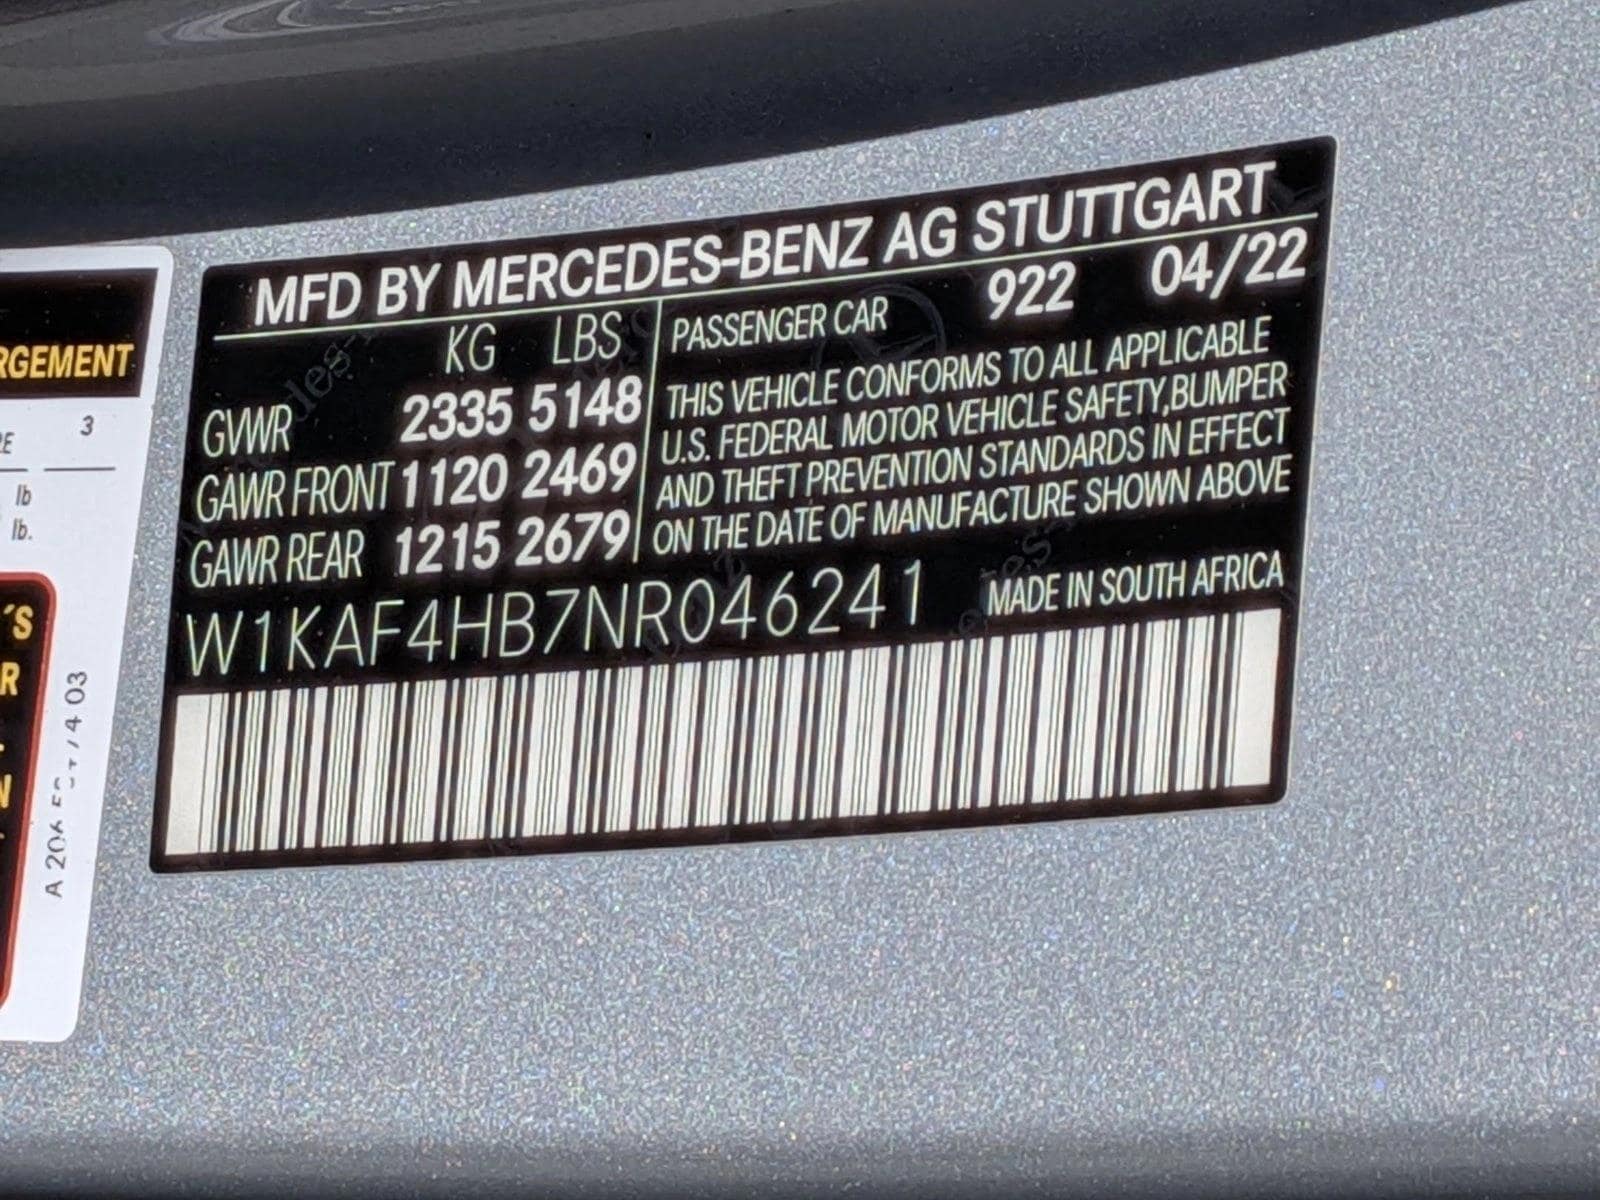 MFD BY MERCEDES-BENZ AG STUTTGART
KG LBS
GVWR 2335 5148
GAWR FRONT 1120 2469
GAWR REAR 1215 2679
PASSENGER CAR 922 04/22
THIS VEHICLE CONFORMS TO ALL APPLICABLE
U.S. FEDERAL MOTOR VEHICLE SAFETY,BUMPER
AND THEFT PREVENTION STANDARDS IN EFFECT
ON THE DATE OF MANUFACTURE SHOWN ABOVE
W1KAF4HB7NR046241 MADE IN SOUTH AFRICA
RGEMENT
RE 3
lb
lb.
'S
R
N
A 206 03